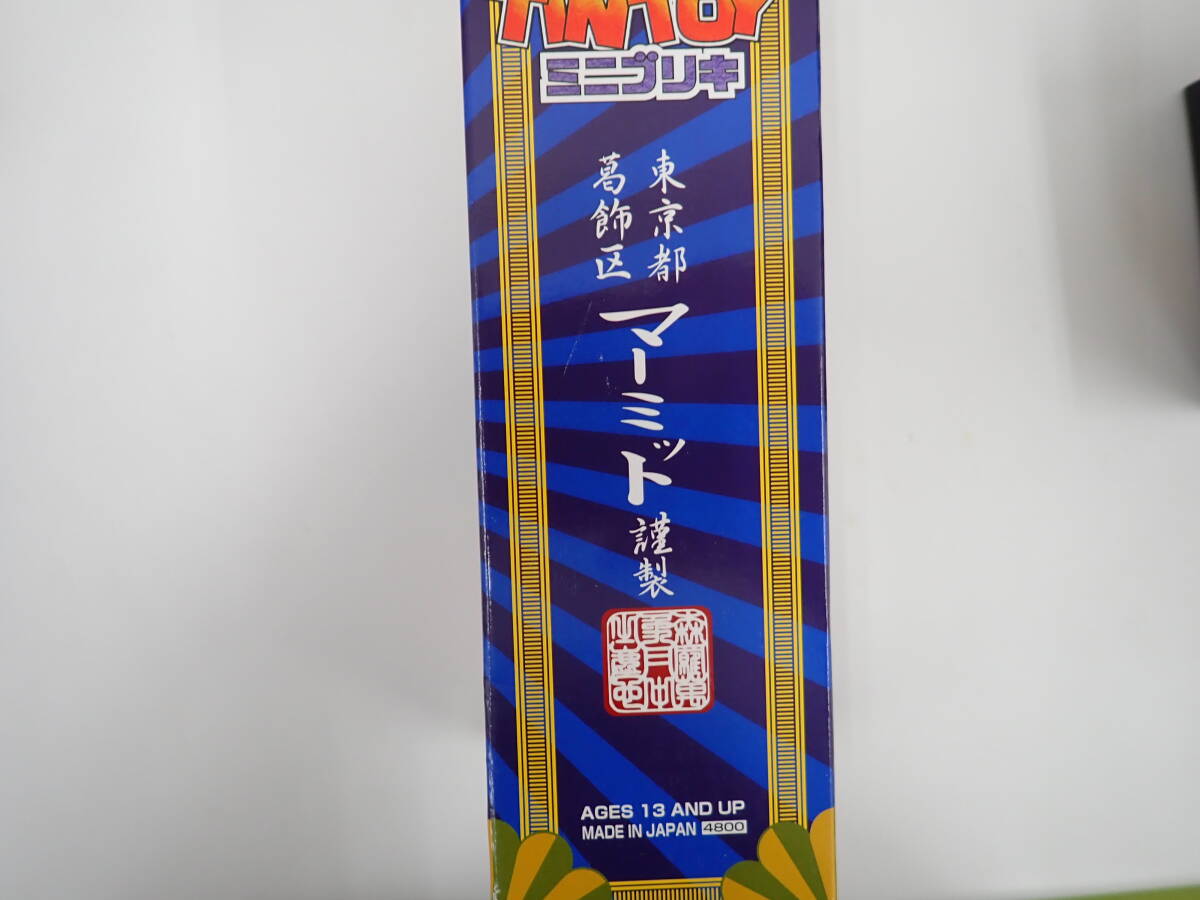 TINTOY
ミニブリキ
東京都
葛飾区
マーミット
謹製
AGES 13 AND UP
MADE IN JAPAN 4800